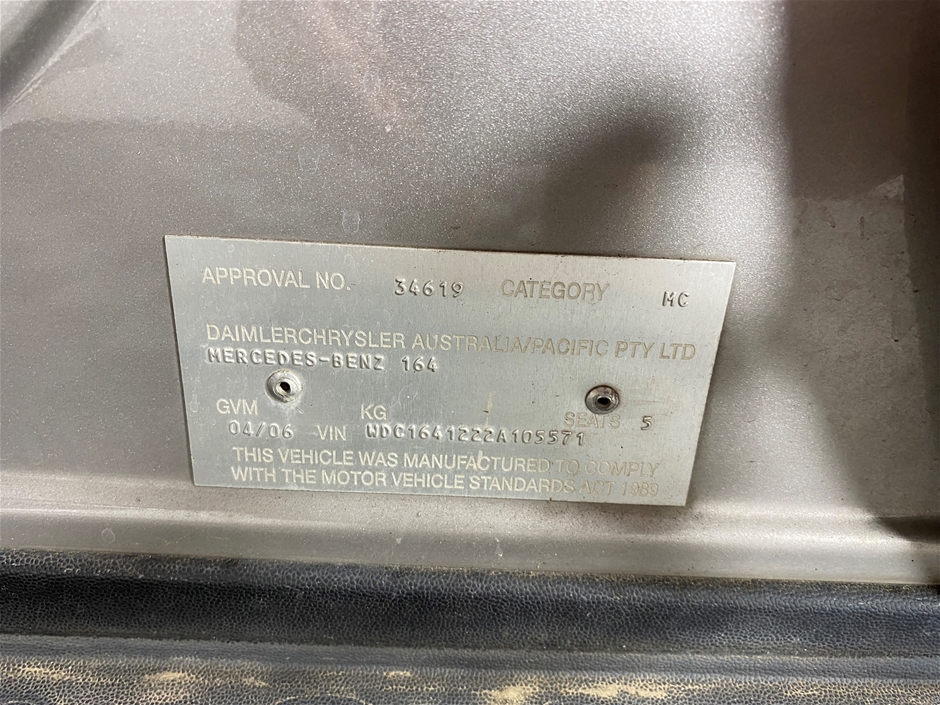 APPROVAL NO. 34619 CATEGORY MC
DAIMLERCHRYSLER AUSTRALIA/PACIFIC PTY LTD
MERCEDES-BENZ 164
GVM KG SEATS 5
04/06 VIN WDC1641222A105571
THIS VEHICLE WAS MANUFACTURED TO COMPLY
WITH THE MOTOR VEHICLE STANDARDS ACT 1989